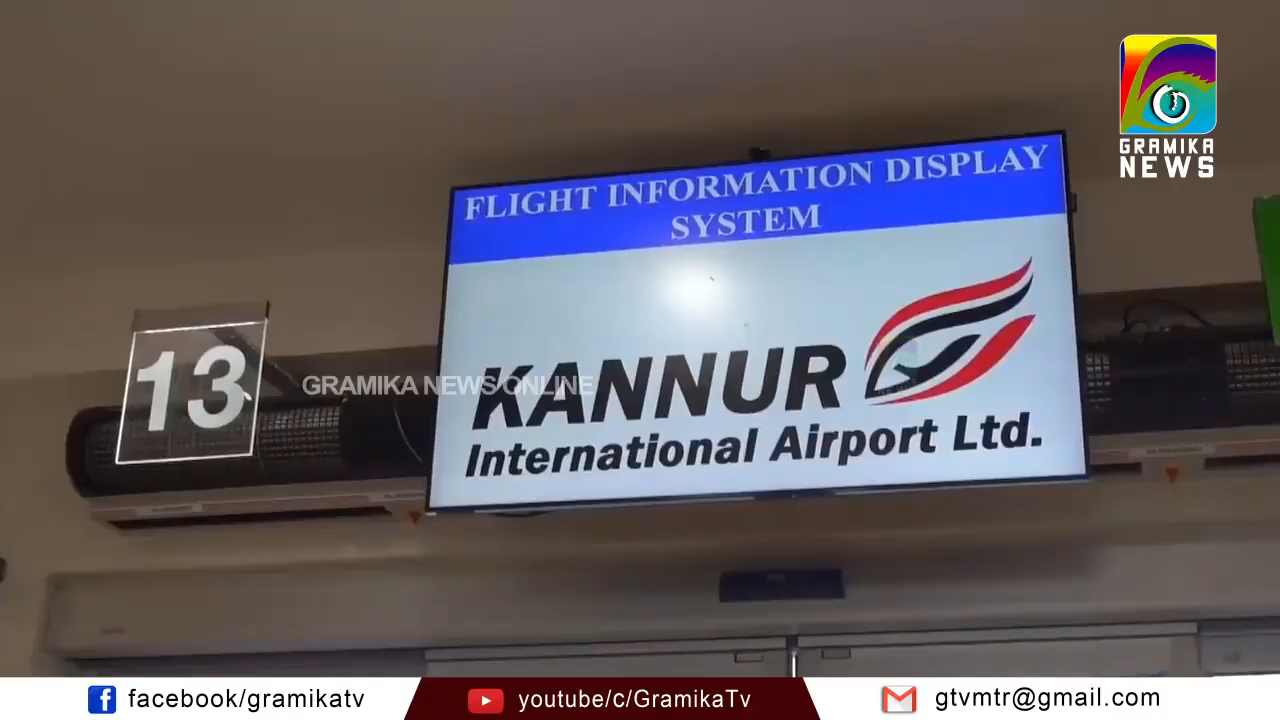 GRAMIKA
NEWS
FLIGHT INFORMATION DISPLAY
SYSTEM
13
GRAMIKA NEWS ONLINE
KANNUR
International Airport Ltd.
facebook/gramikatv
youtube/c/GramikaTv
gtvmtr@gmail.com